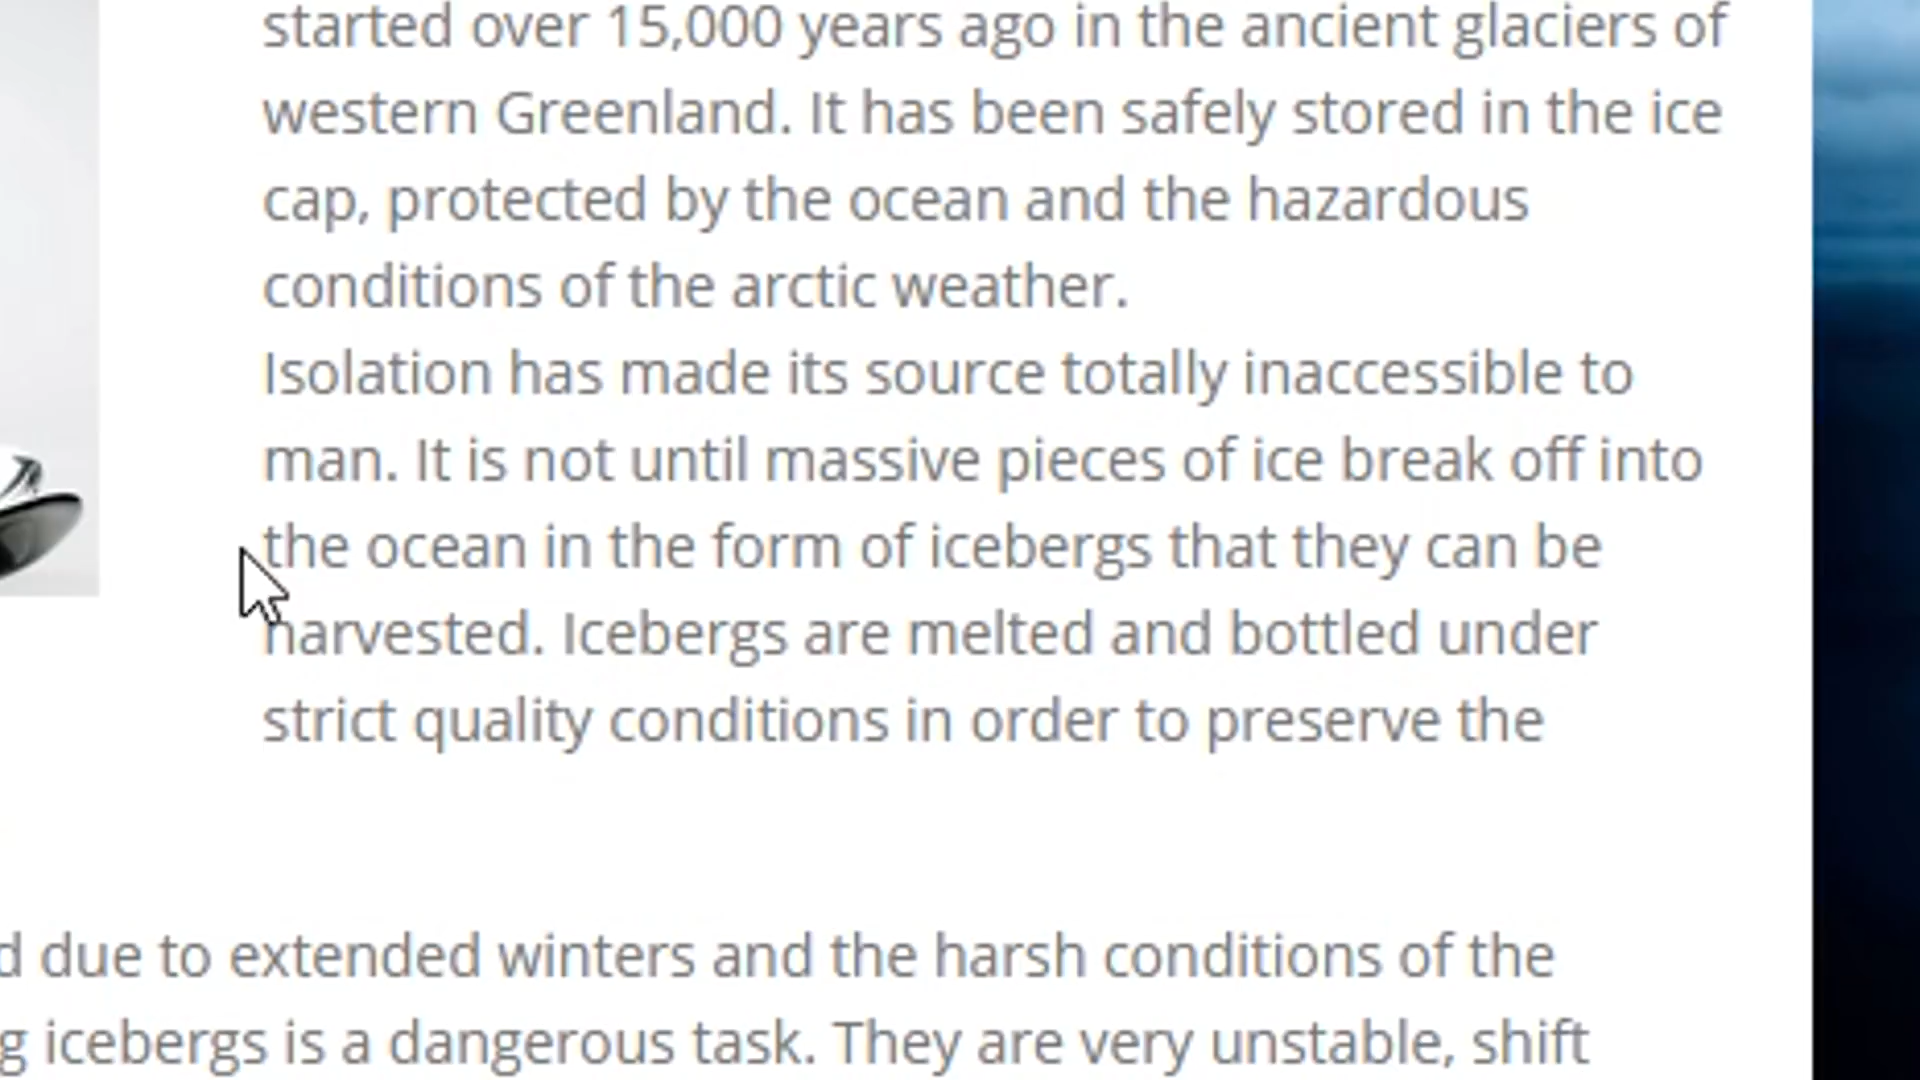 started over 15,000 years ago in the ancient glaciers of
western Greenland. It has been safely stored in the ice
cap, protected by the ocean and the hazardous
conditions of the arctic weather.
Isolation has made its source totally inaccessible to
man. It is not until massive pieces of ice break off into
the ocean in the form of icebergs that they can be
harvested. Icebergs are melted and bottled under
strict quality conditions in order to preserve the
due to extended winters and the harsh conditions of the
icebergs is a dangerous task. They are very unstable, shift